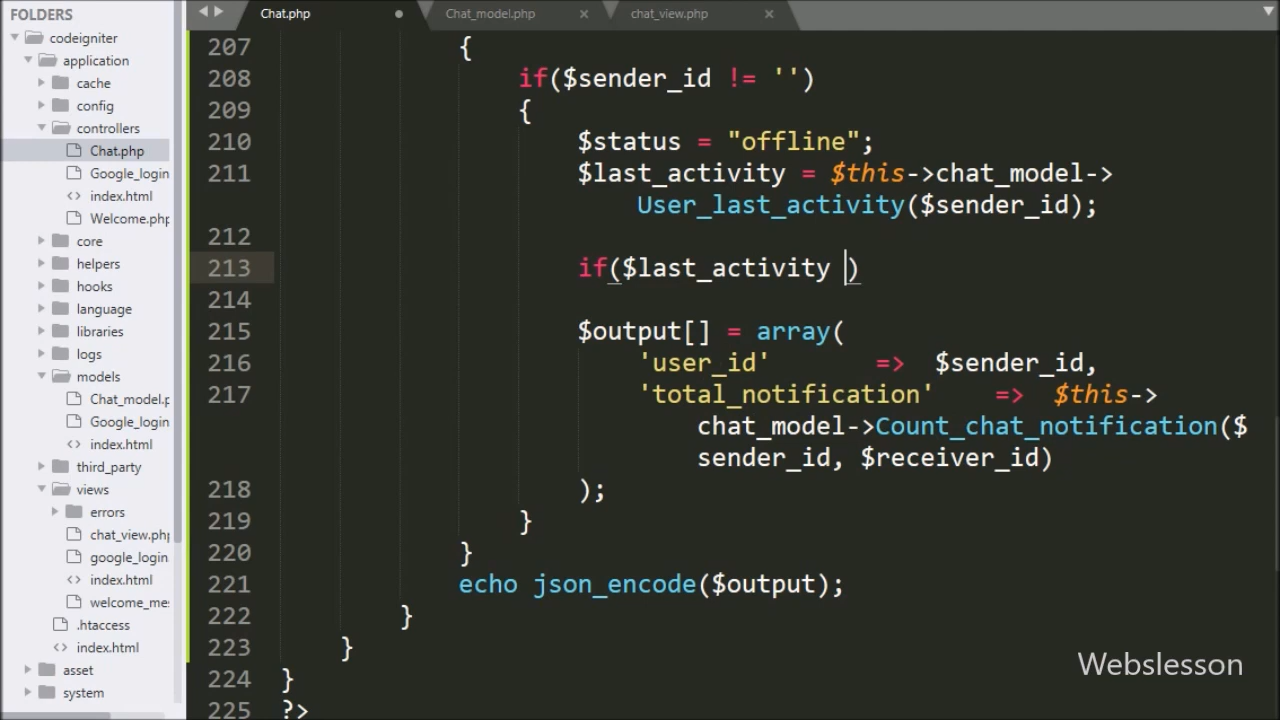 FOLDERS
codeigniter
application
cache
config
controllers
Chat.php
Google_login
index.html
Welcome.php
core
helpers
hooks
language
libraries
logs
models
Chat_model.p
Google_login
index.html
third_party
views
errors
chat_view.php
google_login
index.html
welcome_mes
.htaccess
index.html
asset
system
Chat.php
Chat_model.php
chat_view.php
207 {
208 if($sender_id != '')
209 {
210 $status = "offline";
211 $last_activity = $this->chat_model->
User_last_activity($sender_id);
212
213 if($last_activity )
214
215 $output[] = array(
216 'user_id' => $sender_id,
217 'total_notification' => $this->
chat_model->Count_chat_notification($
sender_id, $receiver_id)
218 );
219 }
220 }
221 echo json_encode($output);
222 }
223 }
224 }
225 ?>
Webslesson